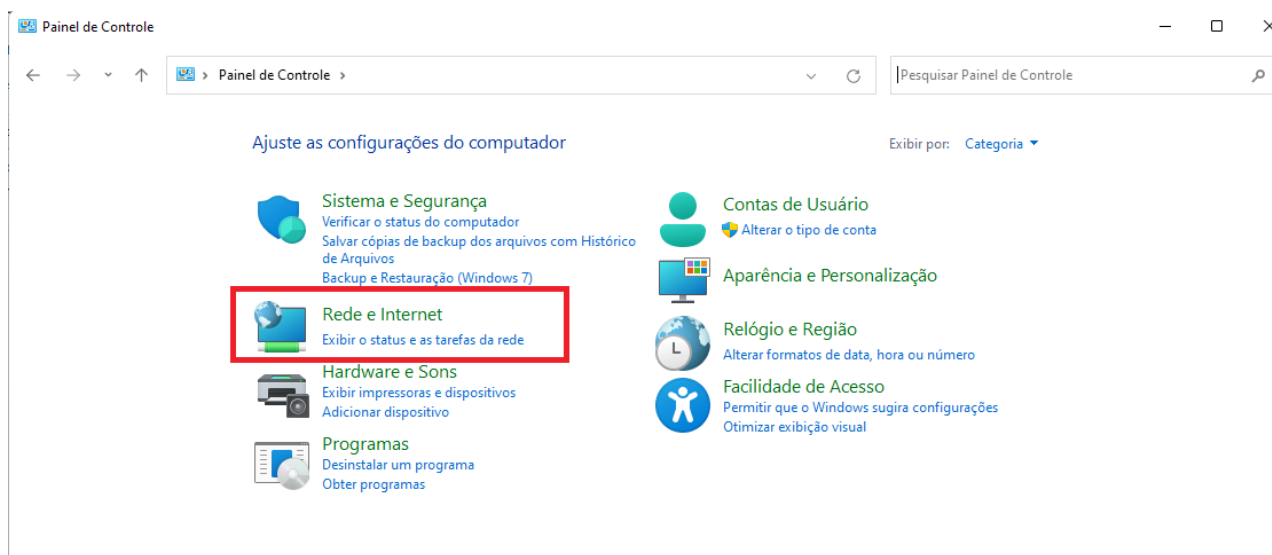 Painel de Controle
Painel de Controle
Pesquisar Painel de Controle
Ajuste as configurações do computador
Exibir por: Categoria
Sistema e Segurança
Verificar o status do computador
Salvar cópias de backup dos arquivos com Histórico
de Arquivos
Backup e Restauração (Windows 7)
Rede e Internet
Exibir o status e as tarefas da rede
Hardware e Sons
Exibir impressoras e dispositivos
Adicionar dispositivo
Programas
Desinstalar um programa
Obter programas
Contas de Usuário
Alterar o tipo de conta
Aparência e Personalização
Relógio e Região
Alterar formatos de data, hora ou número
Facilidade de Acesso
Permitir que o Windows sugira configurações
Otimizar exibição visual